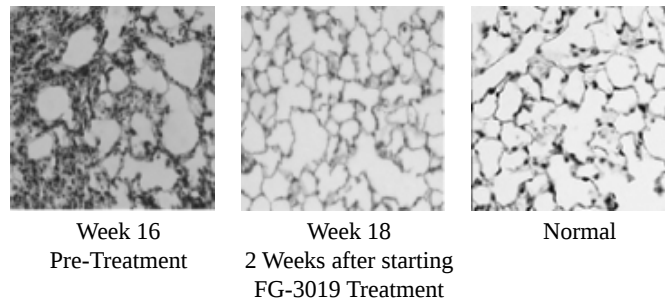 Week 16
Pre-Treatment
Week 18
2 Weeks after starting
FG-3019 Treatment
Normal